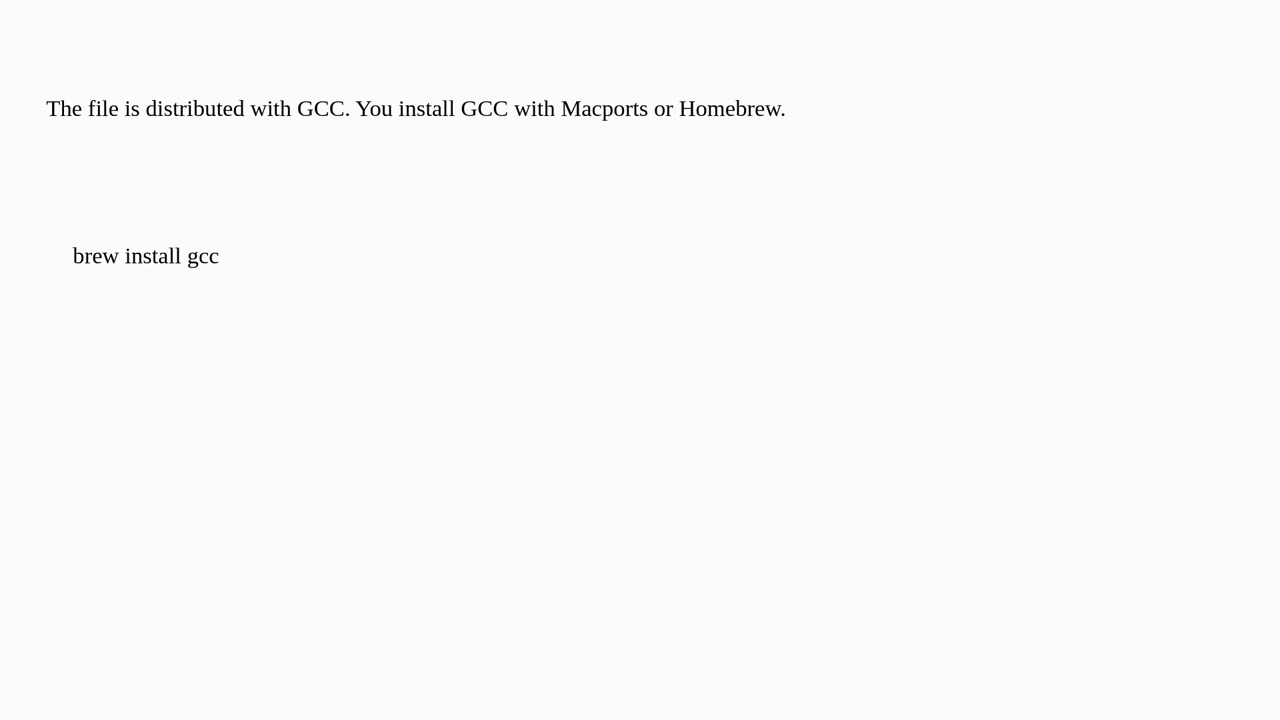 The file is distributed with GCC. You install GCC with Macports or Homebrew.
brew install gcc